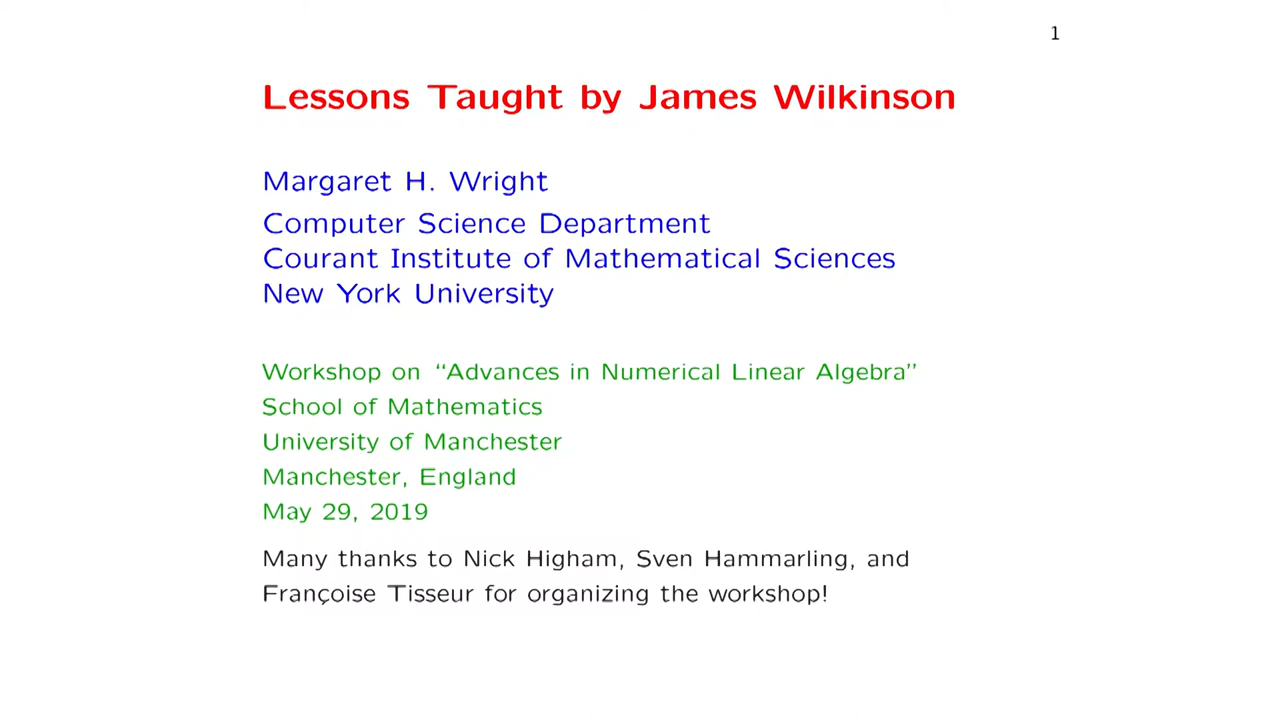 1
Lessons Taught by James Wilkinson
Margaret H. Wright
Computer Science Department
Courant Institute of Mathematical Sciences
New York University
Workshop on “Advances in Numerical Linear Algebra”
School of Mathematics
University of Manchester
Manchester, England
May 29, 2019
Many thanks to Nick Higham, Sven Hammarling, and
Françoise Tisseur for organizing the workshop!